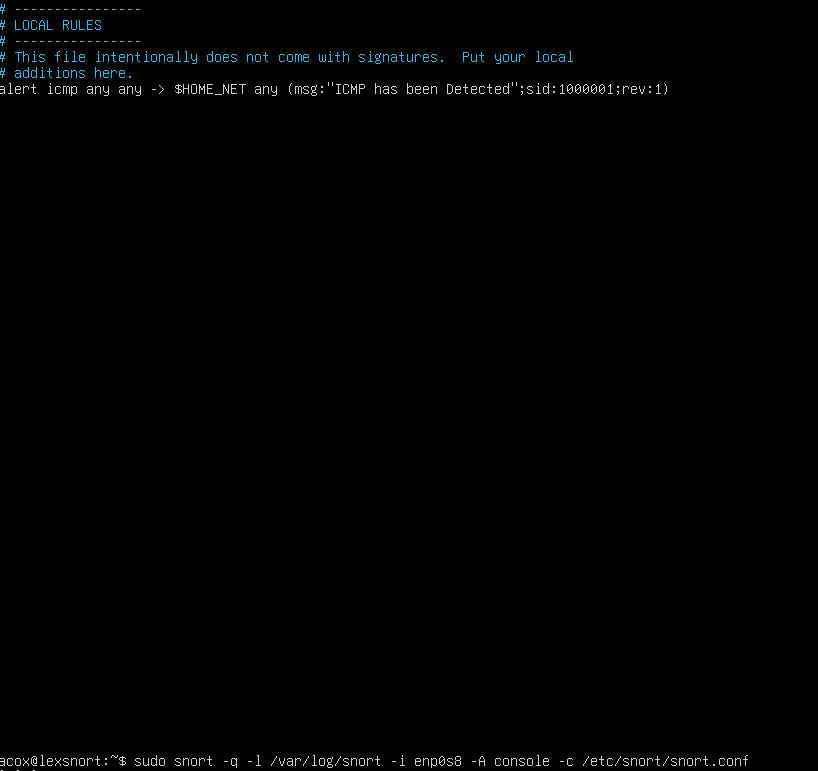 # ----------------
# LOCAL RULES
# ----------------
# This file intentionally does not come with signatures.  Put your local
# additions here.
alert icmp any any -> $HOME_NET any (msg:"ICMP has been Detected";sid:1000001;rev:1)
acox@lexsnort:~$ sudo snort -q -l /var/log/snort -i enp0s8 -A console -c /etc/snort/snort.conf